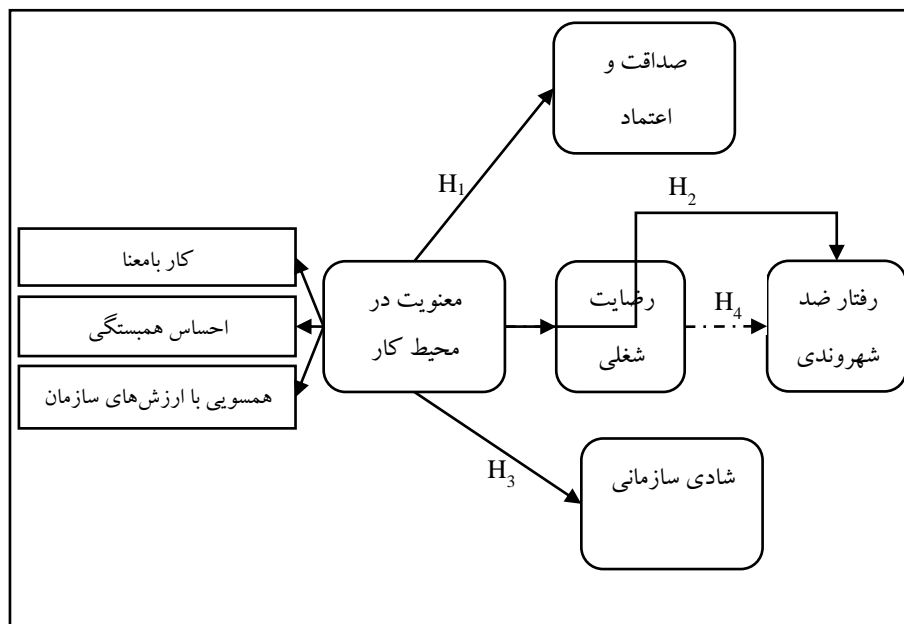 صداقت و
اعتماد
H1
H2
کار بامعنا
احساس همبستگی
همسویی با ارزش‌های سازمان
معنویت در
محیط کار
رضایت
شغلی
H4
رفتار ضد
شهروندی
H3
شادی سازمانی